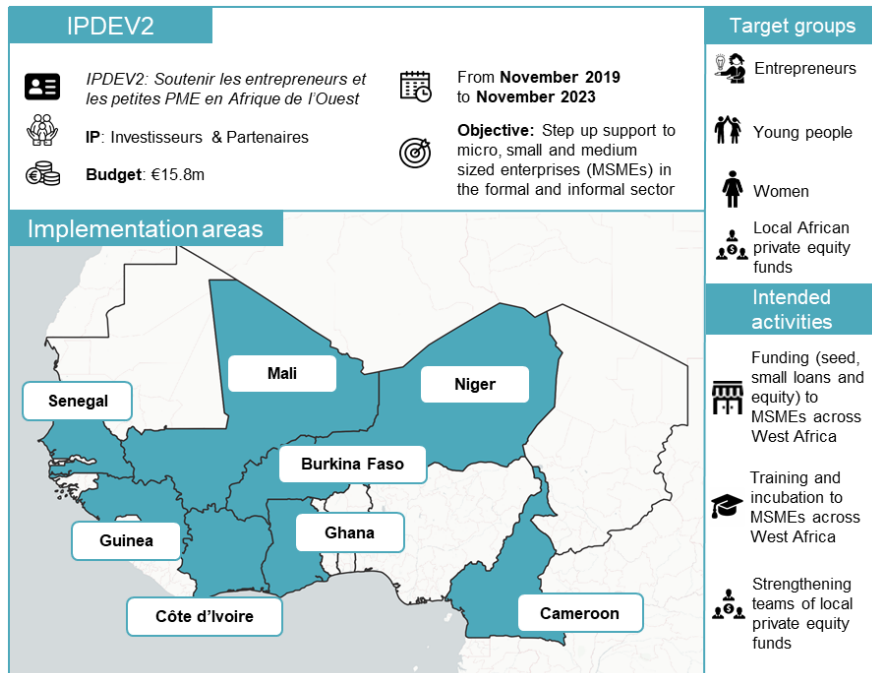 IPDEV2
IPDEV2: Soutenir les entrepreneurs et
les petites PME en Afrique de l'Ouest
IP: Investisseurs & Partenaires
Budget: €15.8m
From November 2019
to November 2023
Objective: Step up support to
micro, small and medium
sized enterprises (MSMEs) in
the formal and informal sector
Implementation areas
Mali
Niger
Senegal
Burkina Faso
Guinea
Ghana
Côte d'Ivoire
Cameroon
Target groups
Entrepreneurs
Young people
Women
Local African
private equity
funds
Intended
activities
Funding (seed,
small loans and
equity) to
MSMEs across
West Africa
Training and
incubation to
MSMEs across
West Africa
Strengthening
teams of local
private equity
funds